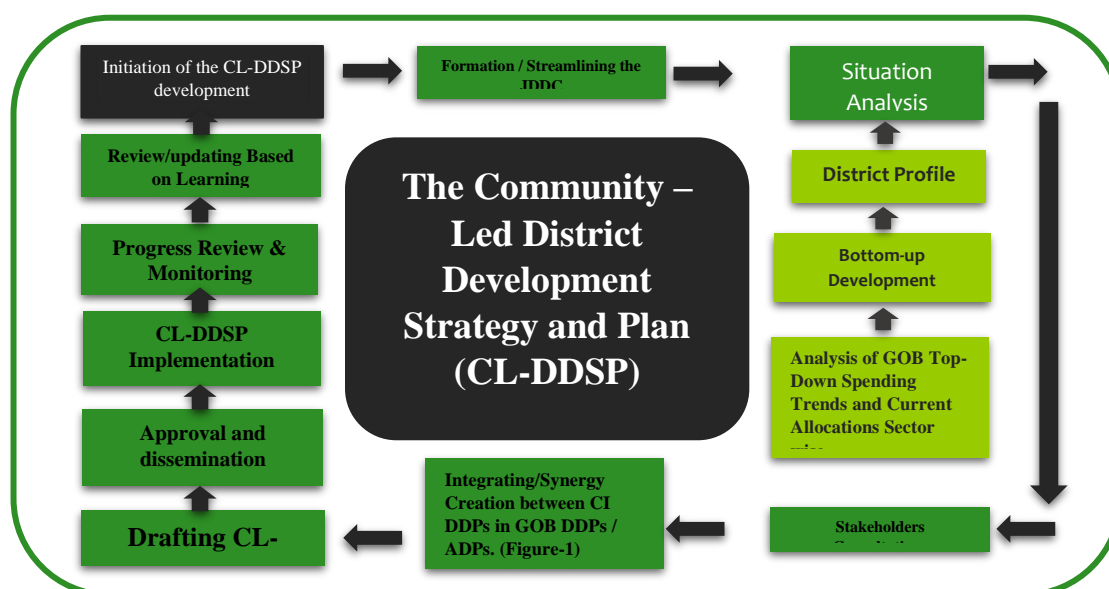 Initiation of the CL-DDSP
development
Formation / Streamlining the
JDDC
Situation
Analysis
Review/updating Based
on Learning
The Community –
Led District
Development
Strategy and Plan
(CL-DDSP)
District Profile
Progress Review &
Monitoring
Bottom-up
Development
CL-DDSP
Implementation
Analysis of GOB Top-
Down Spending
Trends and Current
Allocations Sector
Approval and
dissemination
Integrating/Synergy
Creation between CI
DDPs in GOB DDPs /
ADPs. (Figure-1)
Drafting CL-
Stakeholders